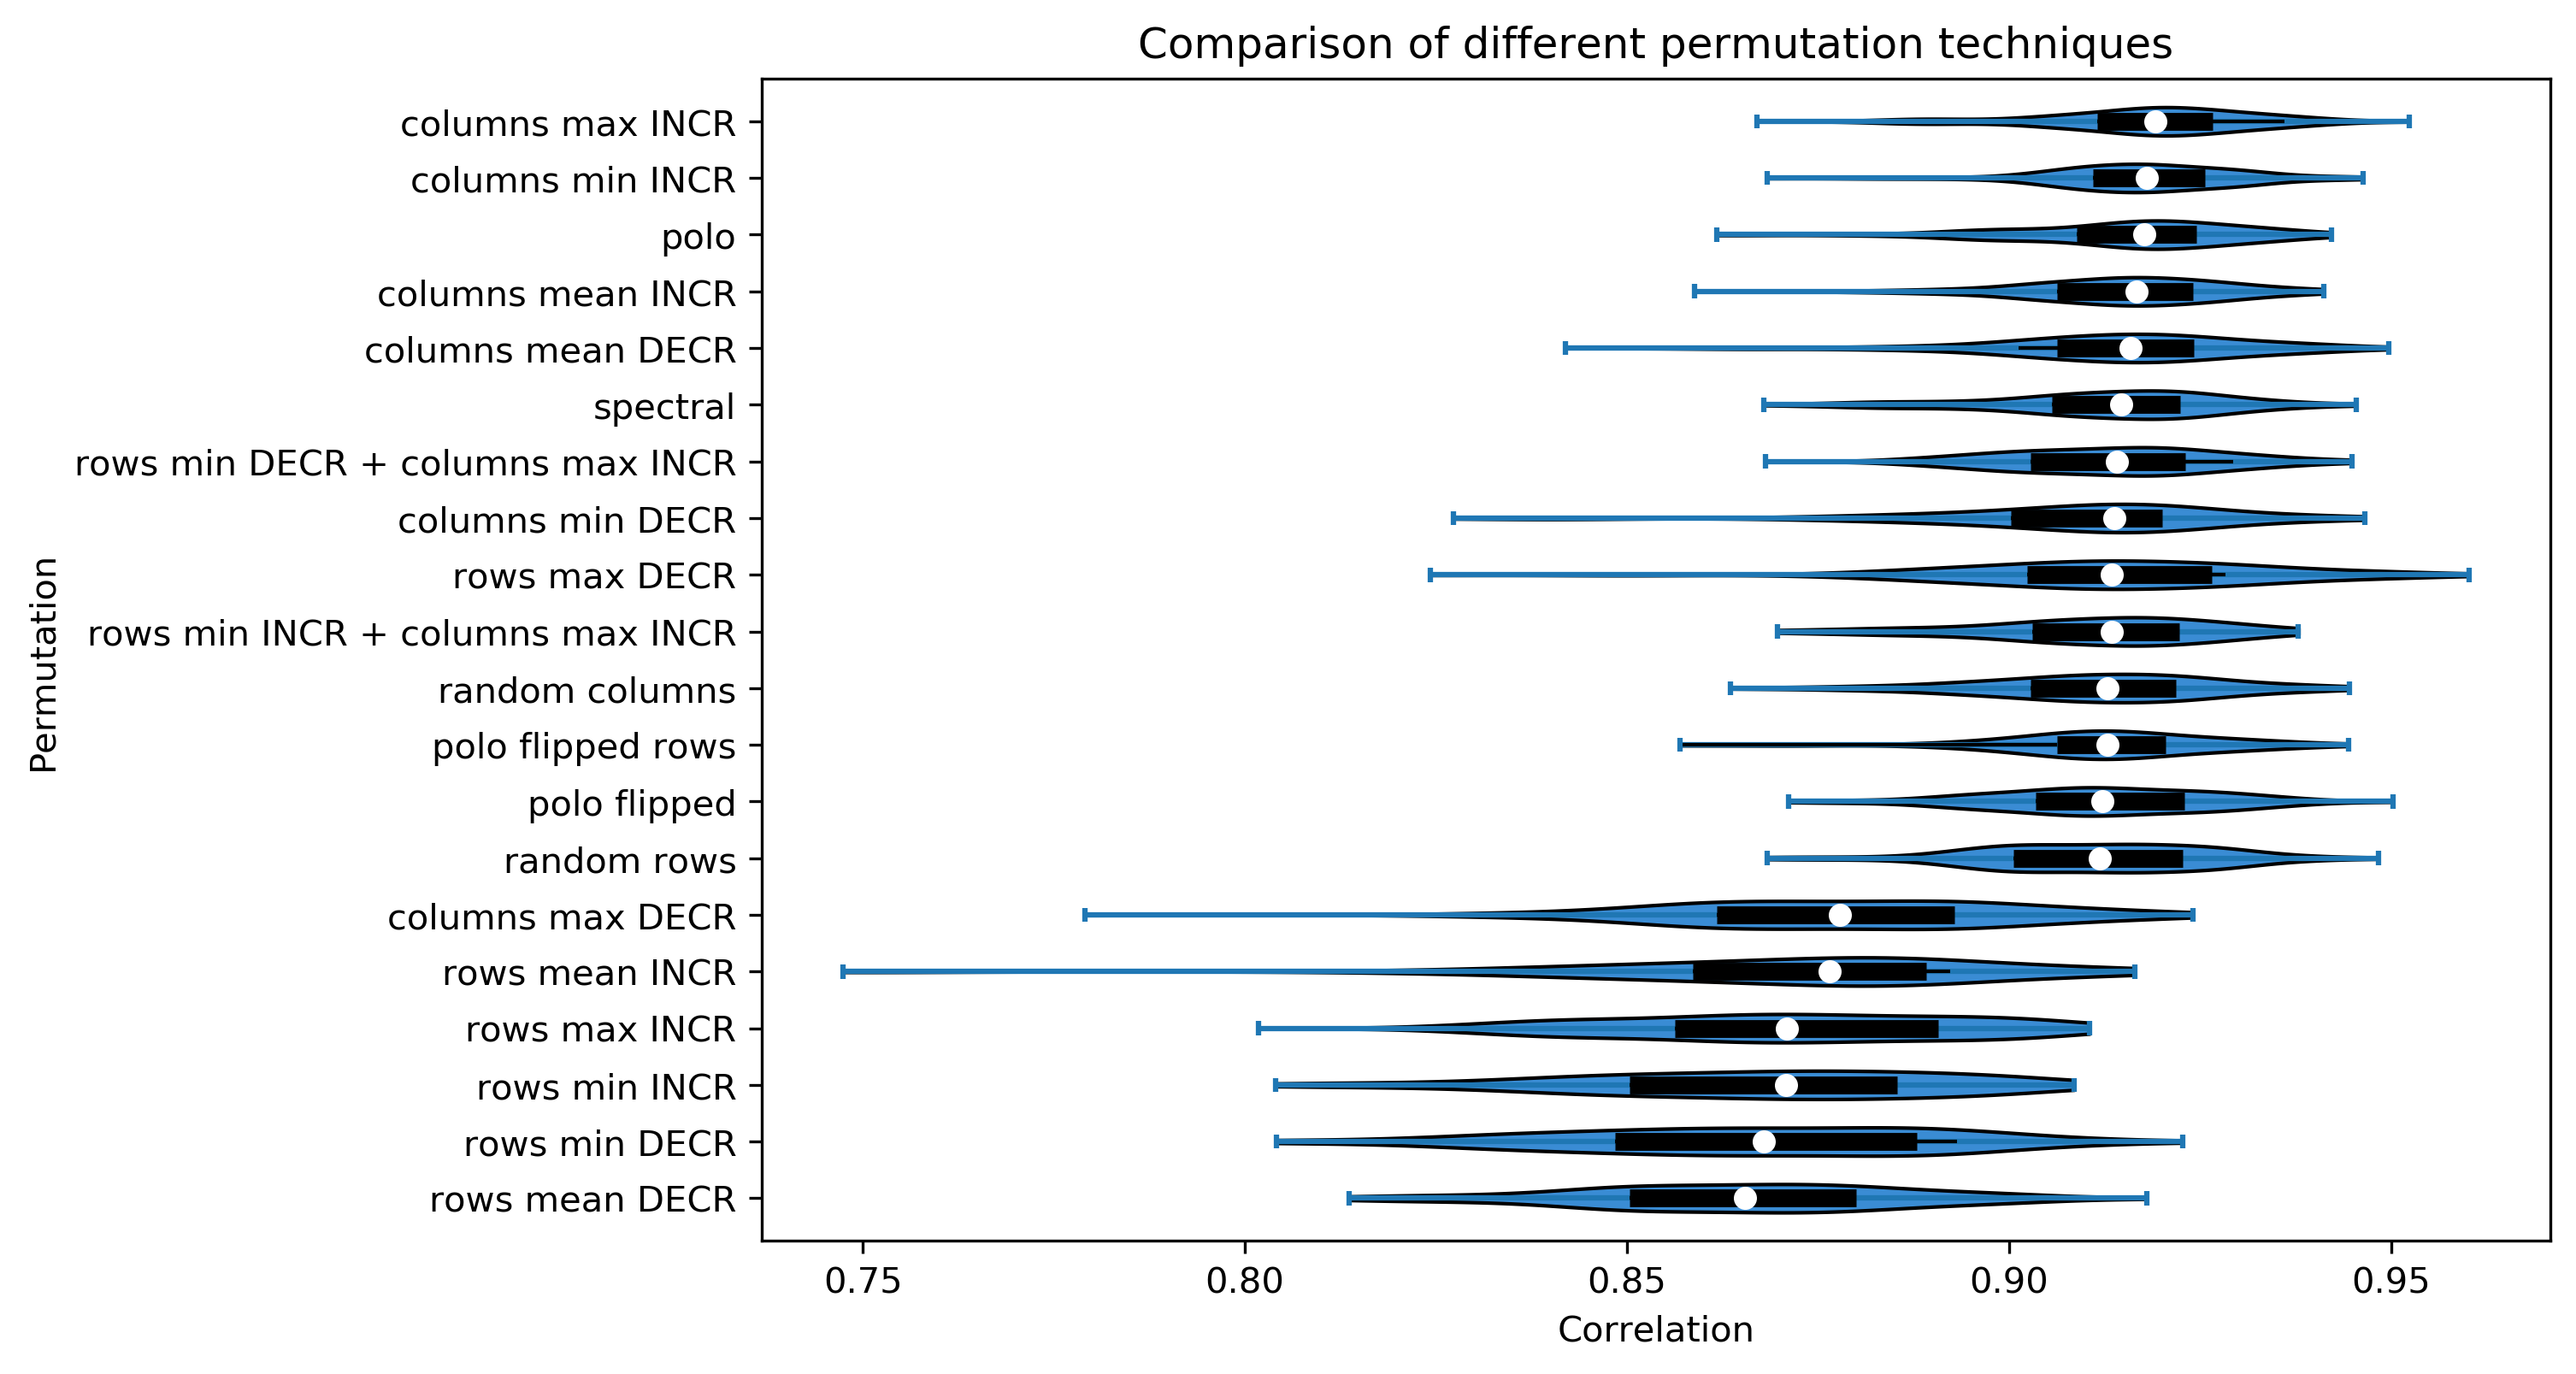 Comparison of different permutation techniques
Permutation
columns max INCR
columns min INCR
polo
columns mean INCR
columns mean DECR
spectral
rows min DECR + columns max INCR
columns min DECR
rows max DECR
rows min INCR + columns max INCR
random columns
polo flipped rows
polo flipped
random rows
columns max DECR
rows mean INCR
rows max INCR
rows min INCR
rows min DECR
rows mean DECR
0.75 0.80 0.85 0.90 0.95
Correlation